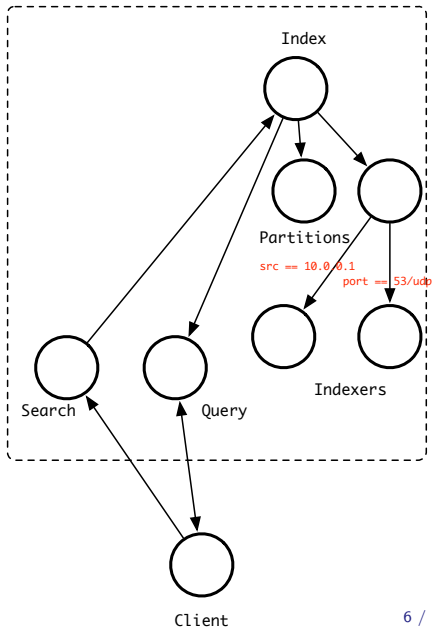 Index
Partitions
src == 10.0.0.1
port == 53/udp
Indexers
Search
Query
Client
6 /